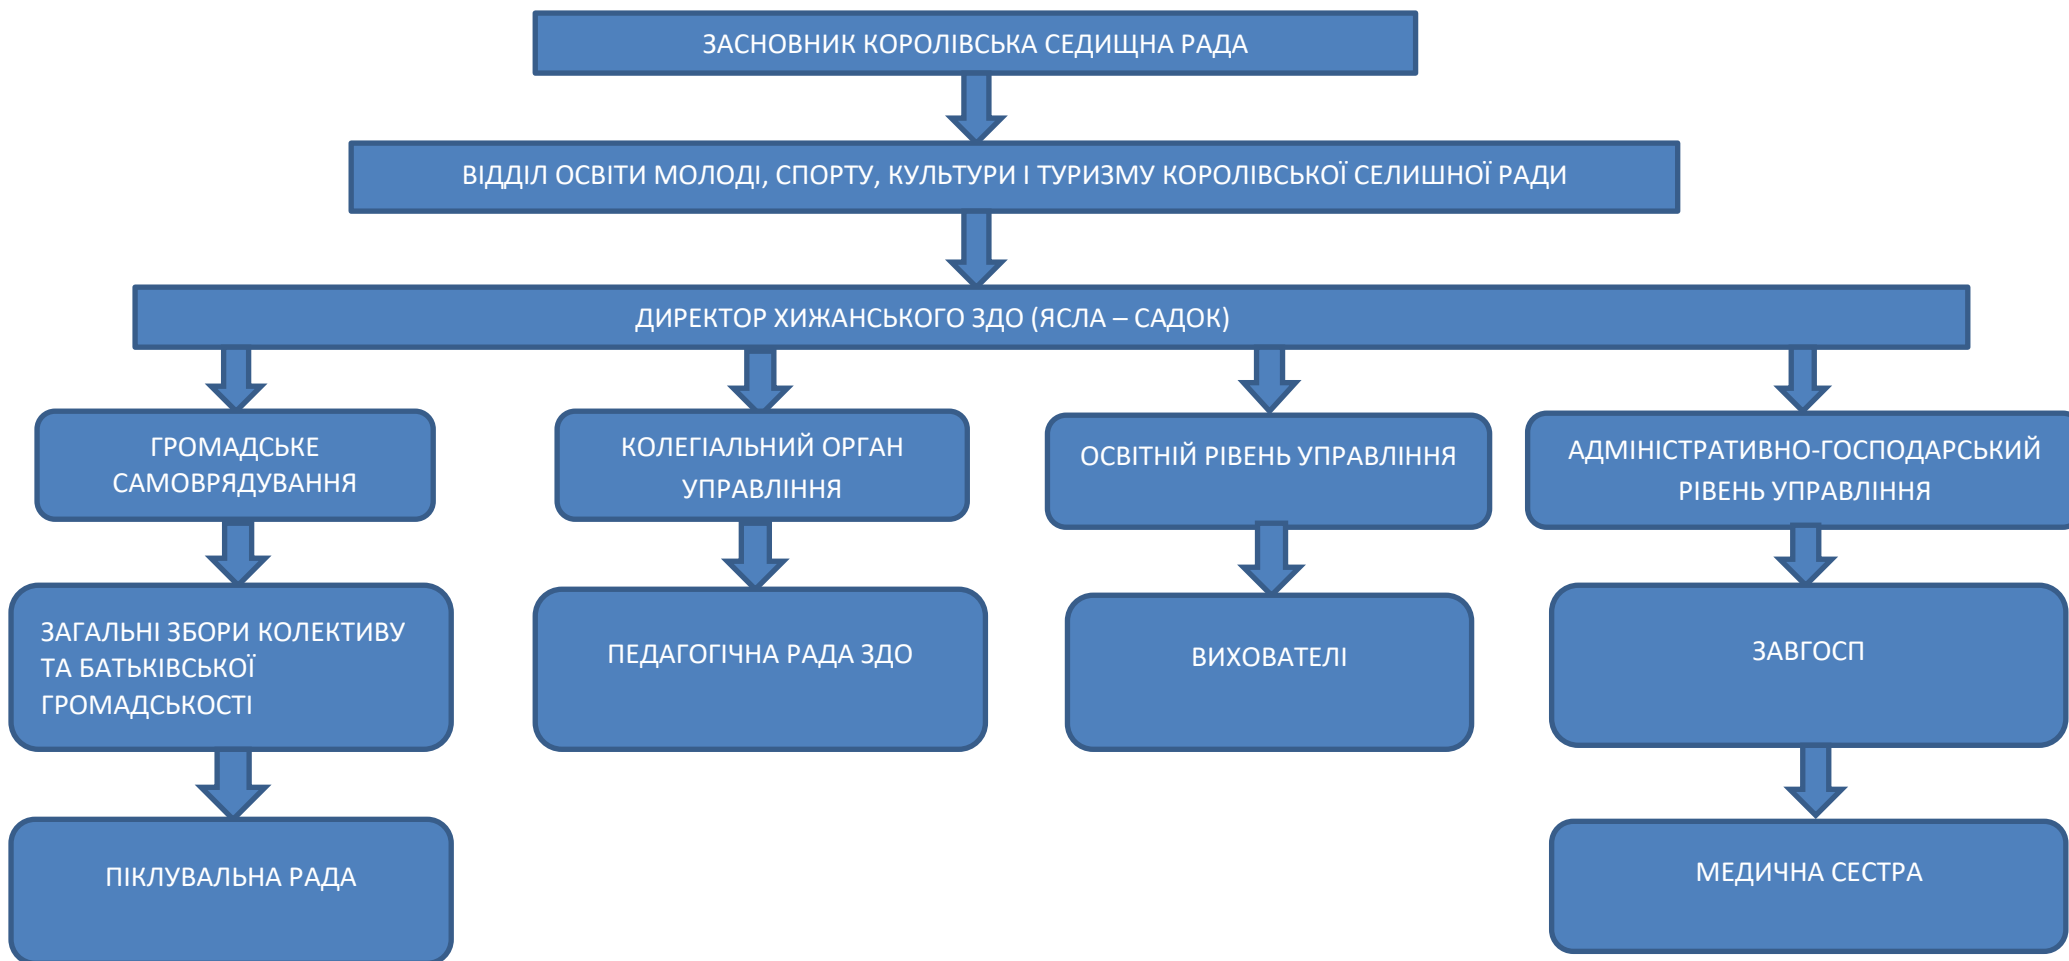 ЗАСНОВНИК КОРОЛІВСЬКА СЕДИЩНА РАДА
ВІДДІЛ ОСВІТИ МОЛОДІ, СПОРТУ, КУЛЬТУРИ І ТУРИЗМУ КОРОЛІВСЬКОЇ СЕЛИШНОЇ РАДИ
ДИРЕКТОР ХИЖАНСЬКОГО ЗДО (ЯСЛА – САДОК)
ГРОМАДСЬКЕ
САМОВРЯДУВАННЯ
КОЛЕГІАЛЬНИЙ ОРГАН
УПРАВЛІННЯ
ОСВІТНІЙ РІВЕНЬ УПРАВЛІННЯ
АДМІНІСТРАТИВНО-ГОСПОДАРСЬКИЙ
РІВЕНЬ УПРАВЛІННЯ
ЗАГАЛЬНІ ЗБОРИ КОЛЕКТИВУ
ТА БАТЬКІВСЬКОЇ
ГРОМАДСЬКОСТІ
ПЕДАГОГІЧНА РАДА ЗДО
ВИХОВАТЕЛІ
ЗАВГОСП
ПІКЛУВАЛЬНА РАДА
МЕДИЧНА СЕСТРА